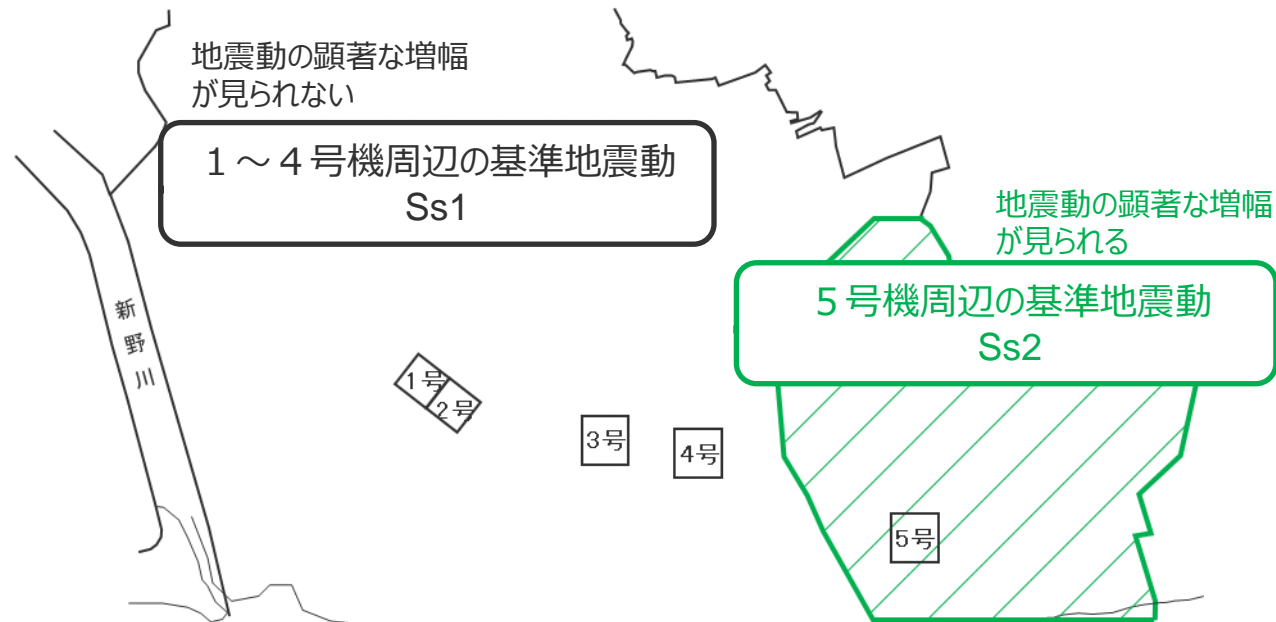 地震動の顕著な増幅
が見られない
１～４号機周辺の基準地震動
Ss1
地震動の顕著な増幅
が見られる
５号機周辺の基準地震動
Ss2
新野川
1号
2号
3号
4号
5号